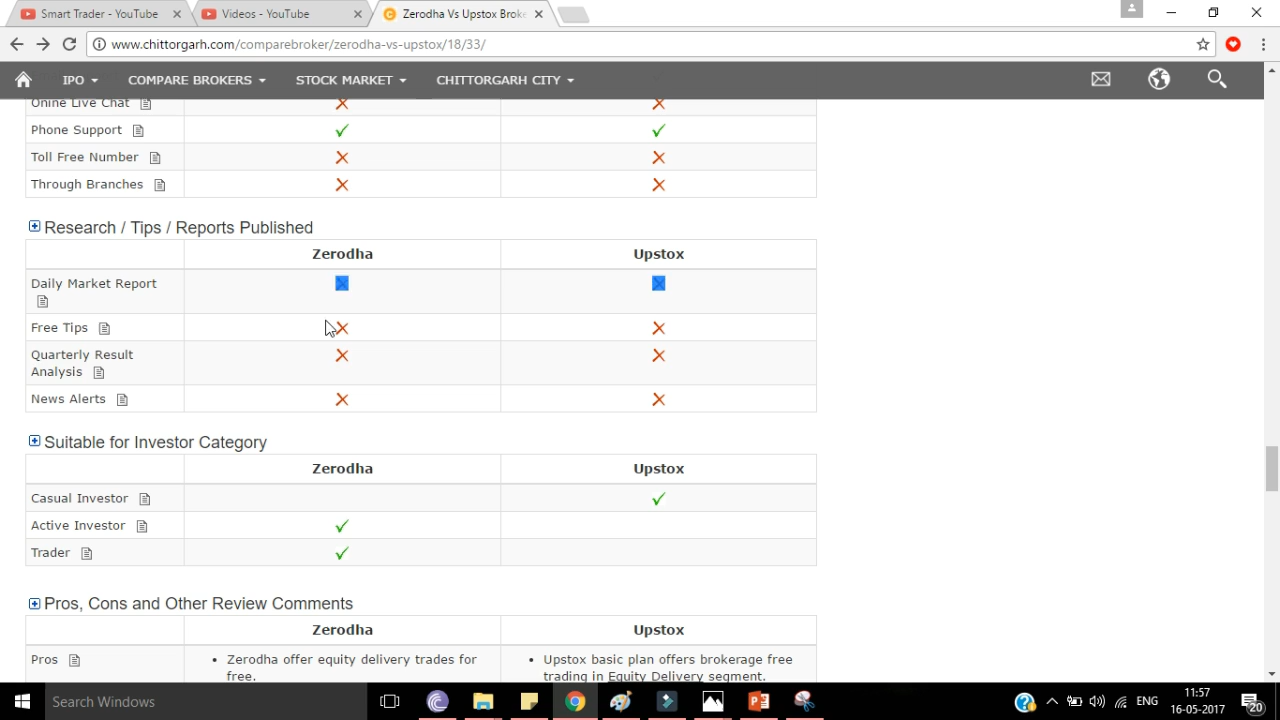 Smart Trader - YouTube
Videos - YouTube
Zerodha Vs Upstox Broke
www.chittorgarh.com/comparebroker/zerodha-vs-upstox/18/33/
IPO
COMPARE BROKERS
STOCK MARKET
CHITTORGARH CITY
Onine Live Chat
Phone Support
Toll Free Number
Through Branches
Research / Tips / Reports Published
Zerodha Upstox
Daily Market Report
Free Tips
Quarterly Result
Analysis
News Alerts
Suitable for Investor Category
Zerodha Upstox
Casual Investor
Active Investor
Trader
Pros, Cons and Other Review Comments
Zerodha Upstox
Pros
• Zerodha offer equity delivery trades for
free.
• Upstox basic plan offers brokerage free
trading in Equity Delivery segment.
Search Windows
ENG
11:57
16-05-2017
20